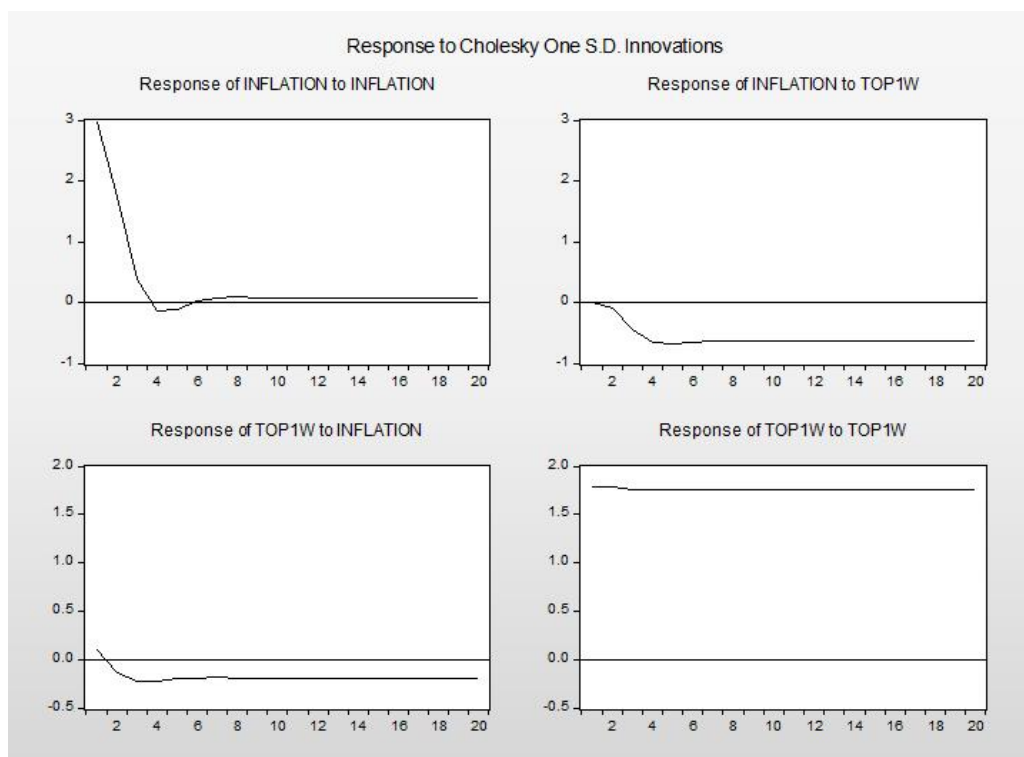 Response to Cholesky One S.D. Innovations
Response of INFLATION to INFLATION
3
2
1
0
-1
2 4 6 8 10 12 14 16 18 20
Response of INFLATION to TOP1W
3
2
1
0
-1
2 4 6 8 10 12 14 16 18 20
Response of TOP1W to INFLATION
2.0
1.5
1.0
0.5
0.0
-0.5
2 4 6 8 10 12 14 16 18 20
Response of TOP1W to TOP1W
2.0
1.5
1.0
0.5
0.0
-0.5
2 4 6 8 10 12 14 16 18 20